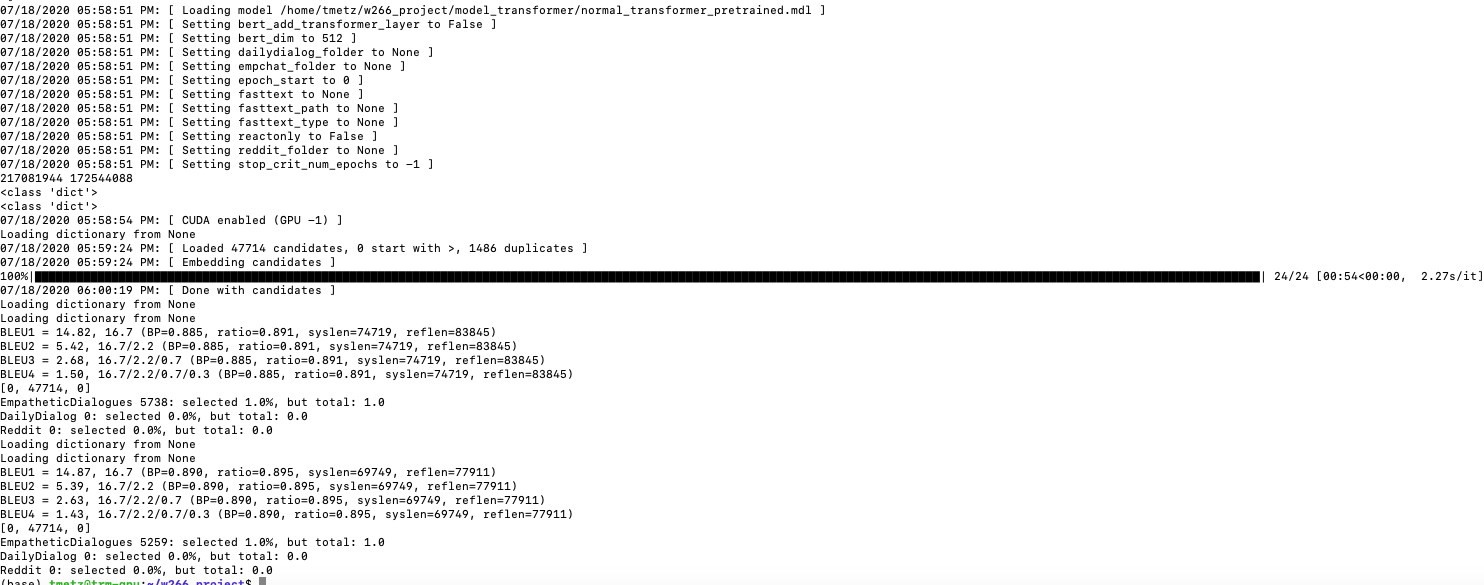 07/18/2020 05:58:51 PM: [ Loading model /home/tmetz/w266_project/model_transformer/normal_transformer_pretrained.mdl ]
07/18/2020 05:58:51 PM: [ Setting bert_add_transformer_layer to False ]
07/18/2020 05:58:51 PM: [ Setting bert_dim to 512 ]
07/18/2020 05:58:51 PM: [ Setting dailydialog_folder to None ]
07/18/2020 05:58:51 PM: [ Setting empchat_folder to None ]
07/18/2020 05:58:51 PM: [ Setting epoch_start to 0 ]
07/18/2020 05:58:51 PM: [ Setting fasttext to None ]
07/18/2020 05:58:51 PM: [ Setting fasttext_path to None ]
07/18/2020 05:58:51 PM: [ Setting fasttext_type to None ]
07/18/2020 05:58:51 PM: [ Setting reactonly to False ]
07/18/2020 05:58:51 PM: [ Setting reddit_folder to None ]
07/18/2020 05:58:51 PM: [ Setting stop_crit_num_epochs to -1 ]
217081944 172544088
<class 'dict'>
<class 'dict'>
07/18/2020 05:58:54 PM: [ CUDA enabled (GPU -1) ]
Loading dictionary from None
07/18/2020 05:59:24 PM: [ Loaded 47714 candidates, 0 start with >, 1486 duplicates ]
07/18/2020 05:59:24 PM: [ Embedding candidates ]
100%|| 24/24 [00:54<00:00, 2.27s/it]
07/18/2020 06:00:19 PM: [ Done with candidates ]
Loading dictionary from None
Loading dictionary from None
BLEU1 = 14.82, 16.7 (BP=0.885, ratio=0.891, syslen=74719, reflen=83845)
BLEU2 = 5.42, 16.7/2.2 (BP=0.885, ratio=0.891, syslen=74719, reflen=83845)
BLEU3 = 2.68, 16.7/2.2/0.7 (BP=0.885, ratio=0.891, syslen=74719, reflen=83845)
BLEU4 = 1.50, 16.7/2.2/0.7/0.3 (BP=0.885, ratio=0.891, syslen=74719, reflen=83845)
[0, 47714, 0]
EmpatheticDialogues 5738: selected 1.0%, but total: 1.0
DailyDialog 0: selected 0.0%, but total: 0.0
Reddit 0: selected 0.0%, but total: 0.0
Loading dictionary from None
Loading dictionary from None
BLEU1 = 14.87, 16.7 (BP=0.890, ratio=0.895, syslen=69749, reflen=77911)
BLEU2 = 5.39, 16.7/2.2 (BP=0.890, ratio=0.895, syslen=69749, reflen=77911)
BLEU3 = 2.63, 16.7/2.2/0.7 (BP=0.890, ratio=0.895, syslen=69749, reflen=77911)
BLEU4 = 1.43, 16.7/2.2/0.7/0.3 (BP=0.890, ratio=0.895, syslen=69749, reflen=77911)
[0, 47714, 0]
EmpatheticDialogues 5259: selected 1.0%, but total: 1.0
DailyDialog 0: selected 0.0%, but total: 0.0
Reddit 0: selected 0.0%, but total: 0.0
(base) tmetz@trm-gpu:~/w266_project$